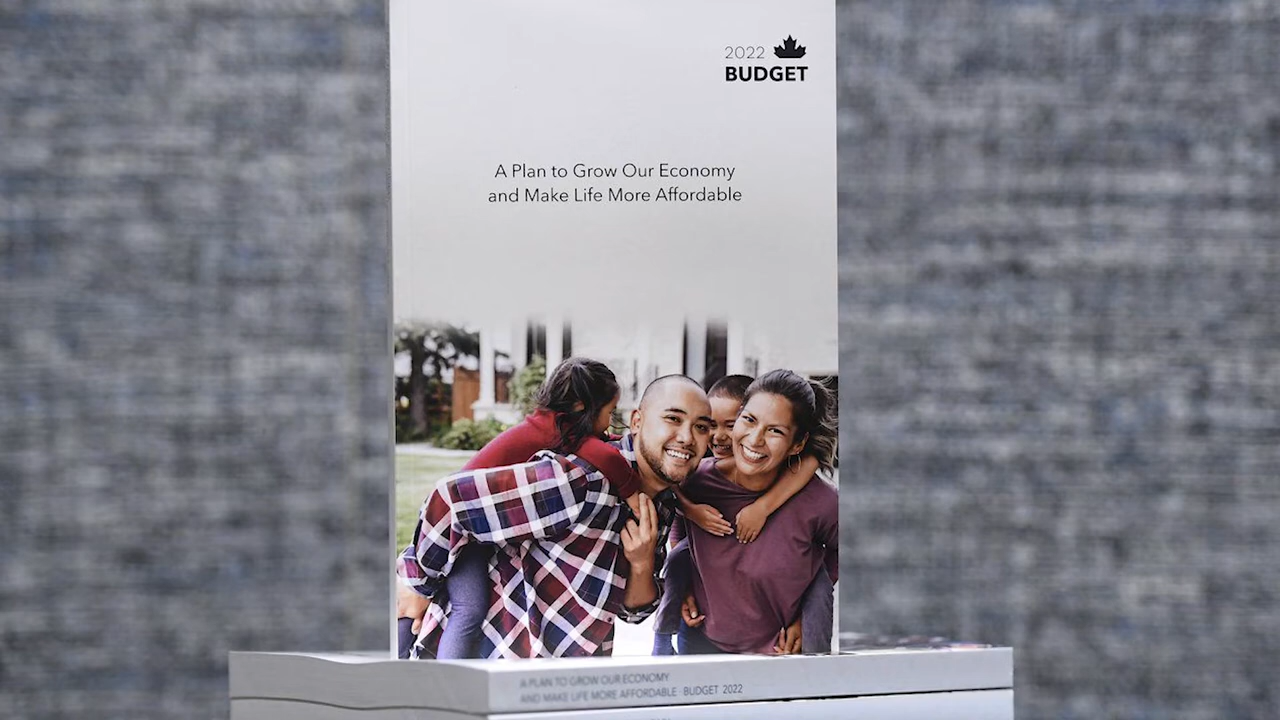 2022
BUDGET
A Plan to Grow Our Economy
and Make Life More Affordable
A PLAN TO GROW OUR ECONOMY
AND MAKE LIFE MORE AFFORDABLE · BUDGET 2022